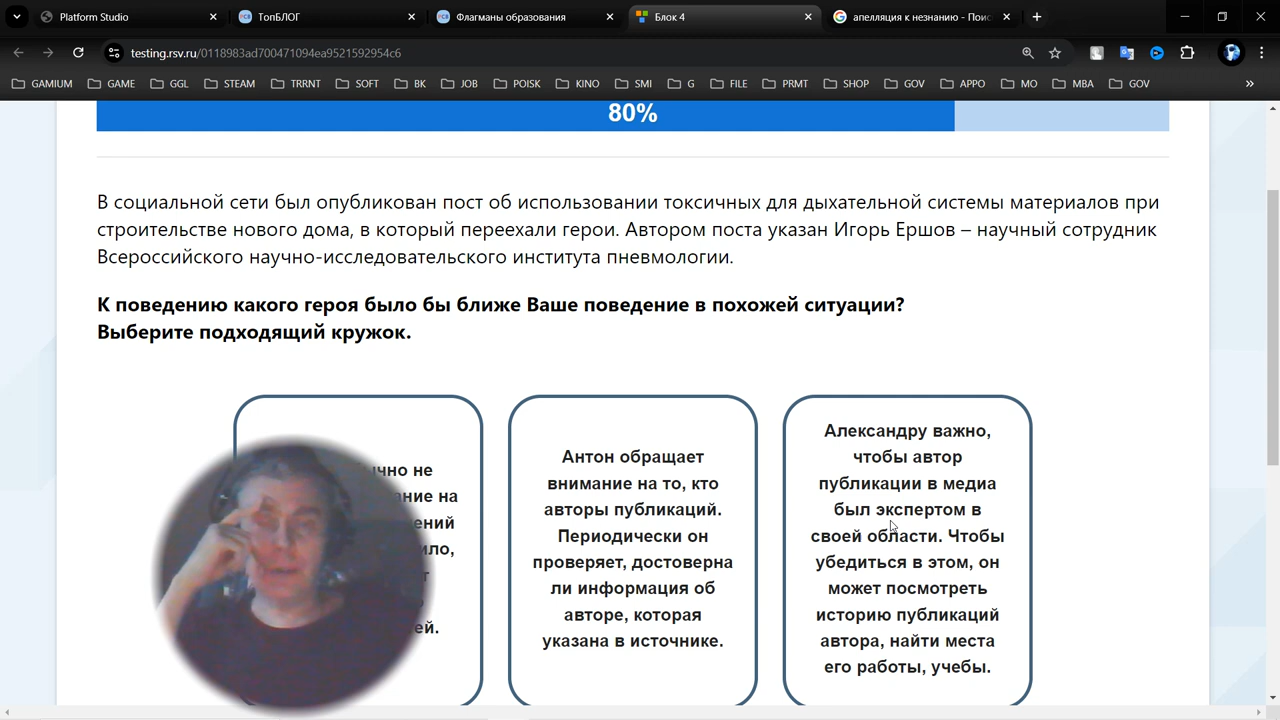 Platform Studio
ТопБЛОГ
Флагманы образования
Блок 4
апелляция к незнанию - Поис
testing.rsv.ru/0118983ad700471094ea9521592954c6
GAMIUM
GAME
GGL
STEAM
TRRNT
SOFT
BK
JOB
POISK
KINO
SMI
G
FILE
PRMT
SHOP
GOV
APPO
MO
MBA
GOV
80%
В социальной сети был опубликован пост об использовании токсичных для дыхательной системы материалов при
строительстве нового дома, в который переехали герои. Автором поста указан Игорь Ершов – научный сотрудник
Всероссийского научно-исследовательского института пневмологии.
К поведению какого героя было бы ближе Ваше поведение в похожей ситуации?
Выберите подходящий кружок.
не
на
Антон обращает
внимание на то, кто
авторы публикаций.
Периодически он
проверяет, достоверна
ли информация об
авторе, которая
указана в источнике.
Александру важно,
чтобы автор
публикации в медиа
был экспертом в
своей области. Чтобы
убедиться в этом, он
может посмотреть
историю публикаций
автора, найти места
его работы, учебы.